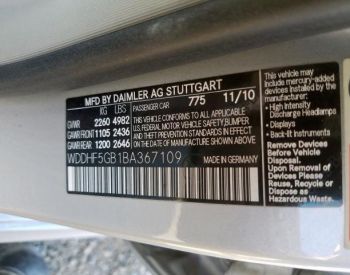 MFD BY DAIMLER AG STUTTGART
KG LBS PASSENGER CAR 775 11/10
GVWR 2260 4982
GAWR FRONT 1105 2436
GAWR REAR 1200 2646
THIS VEHICLE CONFORMS TO ALL APPLICABLE
U.S. FEDERAL MOTOR VEHICLE SAFETY BUMPER
AND THEFT PREVENTION STANDARDS IN EFFECT ON
THE DATE OF MANUFACTURE SHOWN ABOVE.
WDDHF5GB1BA367109
MADE IN GERMANY
This vehicle may include
mercury-added
devices installed by the
manufacturer:
• High Intensity
Discharge Headlamps
• Displays
• Backlit Instruments
Remove Devices
Before Vehicle Disposal.
Upon Removal of
These Devices Please
Reuse, Recycle or
Dispose as
Hazardous Waste.